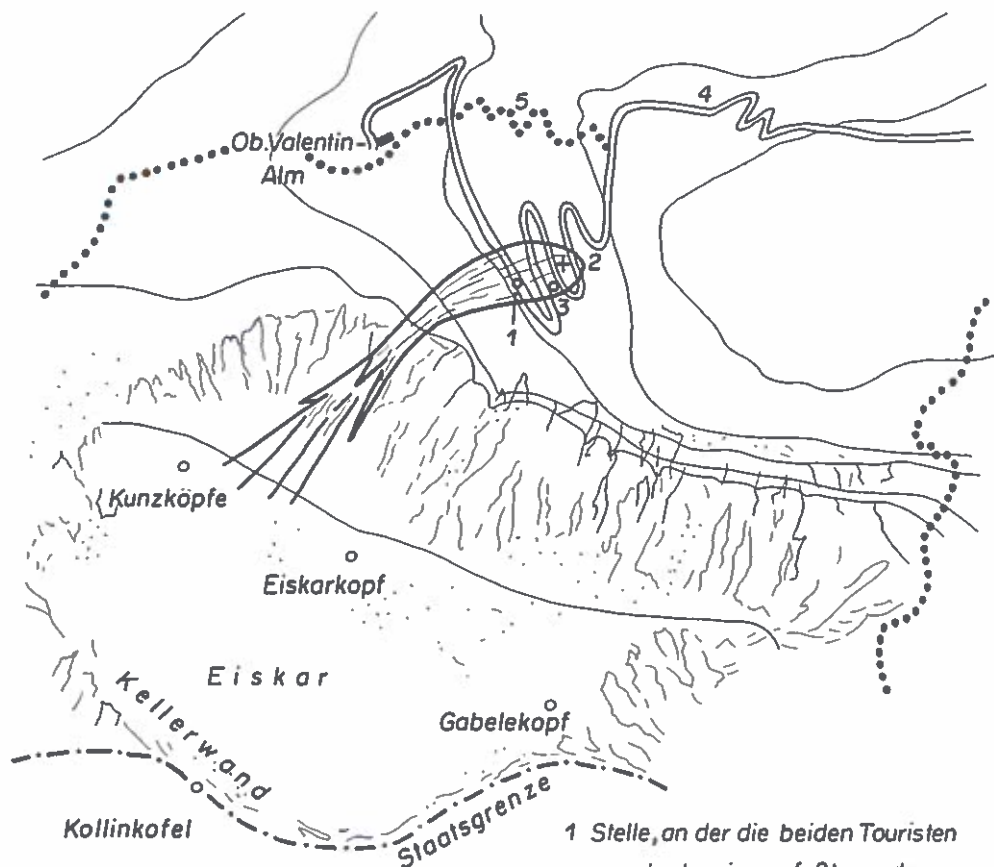 4
5
Ob. Valentin-
Alm
2
1
3
Kunzköpfe
Eiskarkopf
Eiskar
Kellerwand
Gabelekopf
Kollinkofel
Staatsgrenze
1 Stelle, an der die beiden Touristen